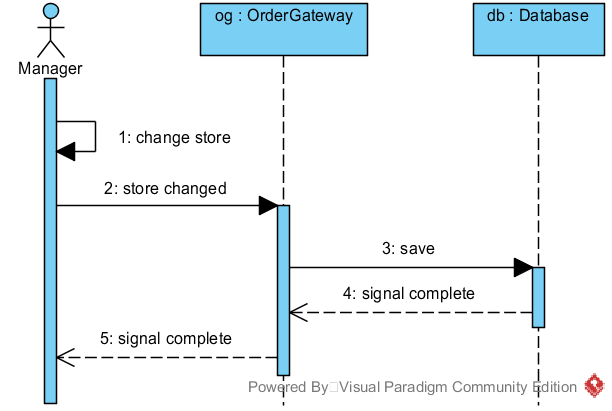 og : OrderGateway
db : Database
Manager
1: change store
2: store changed
3: save
4: signal complete
5: signal complete
Powered By Visual Paradigm Community Edition